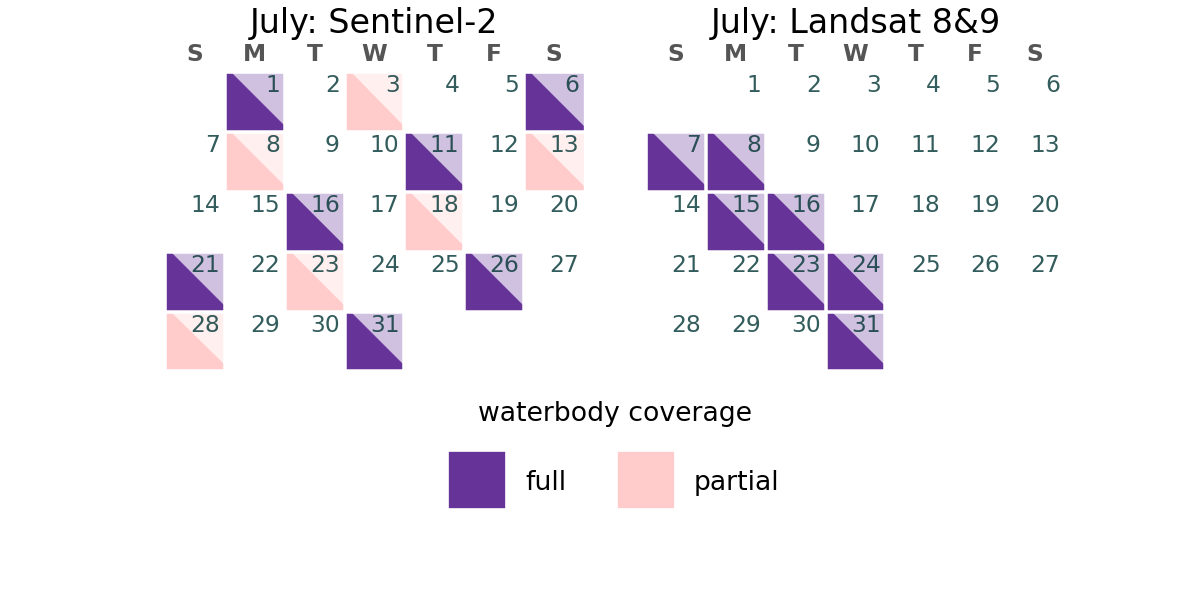 July: Sentinel-2
S M T W T F S
1 2 3 4 5 6
7 8 9 10 11 12 13
14 15 16 17 18 19 20
21 22 23 24 25 26 27
28 29 30 31
July: Landsat 8&9
S M T W T F S
1 2 3 4 5 6
7 8 9 10 11 12 13
14 15 16 17 18 19 20
21 22 23 24 25 26 27
28 29 30 31
waterbody coverage
full partial